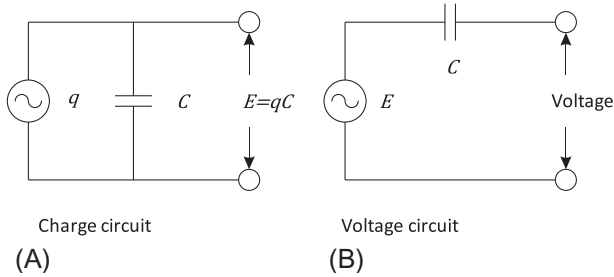 q
C
E=qC
Charge circuit
(A)
C
E
Voltage
Voltage circuit
(B)